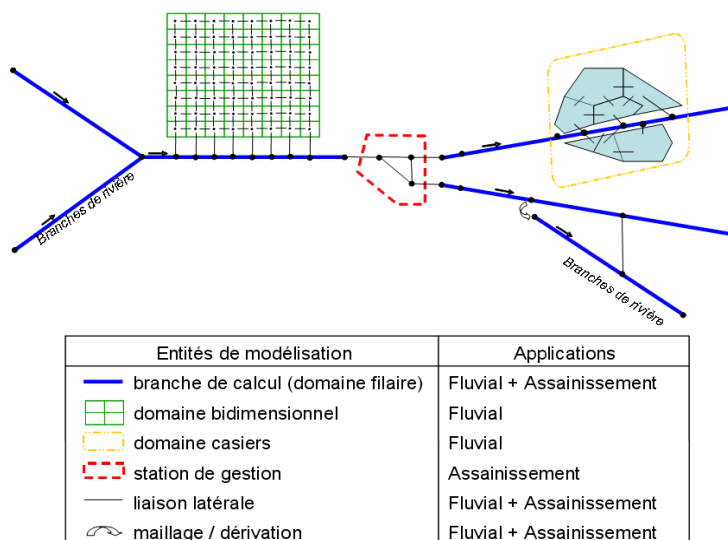 Branches de rivière
Branches de rivière
Entités de modélisation Applications
branche de calcul (domaine filaire) Fluvial + Assainissement
domaine bidimensionnel Fluvial
domaine casiers Fluvial
station de gestion Assainissement
liaison latérale Fluvial + Assainissement
maillage / dérivation Fluvial + Assainissement